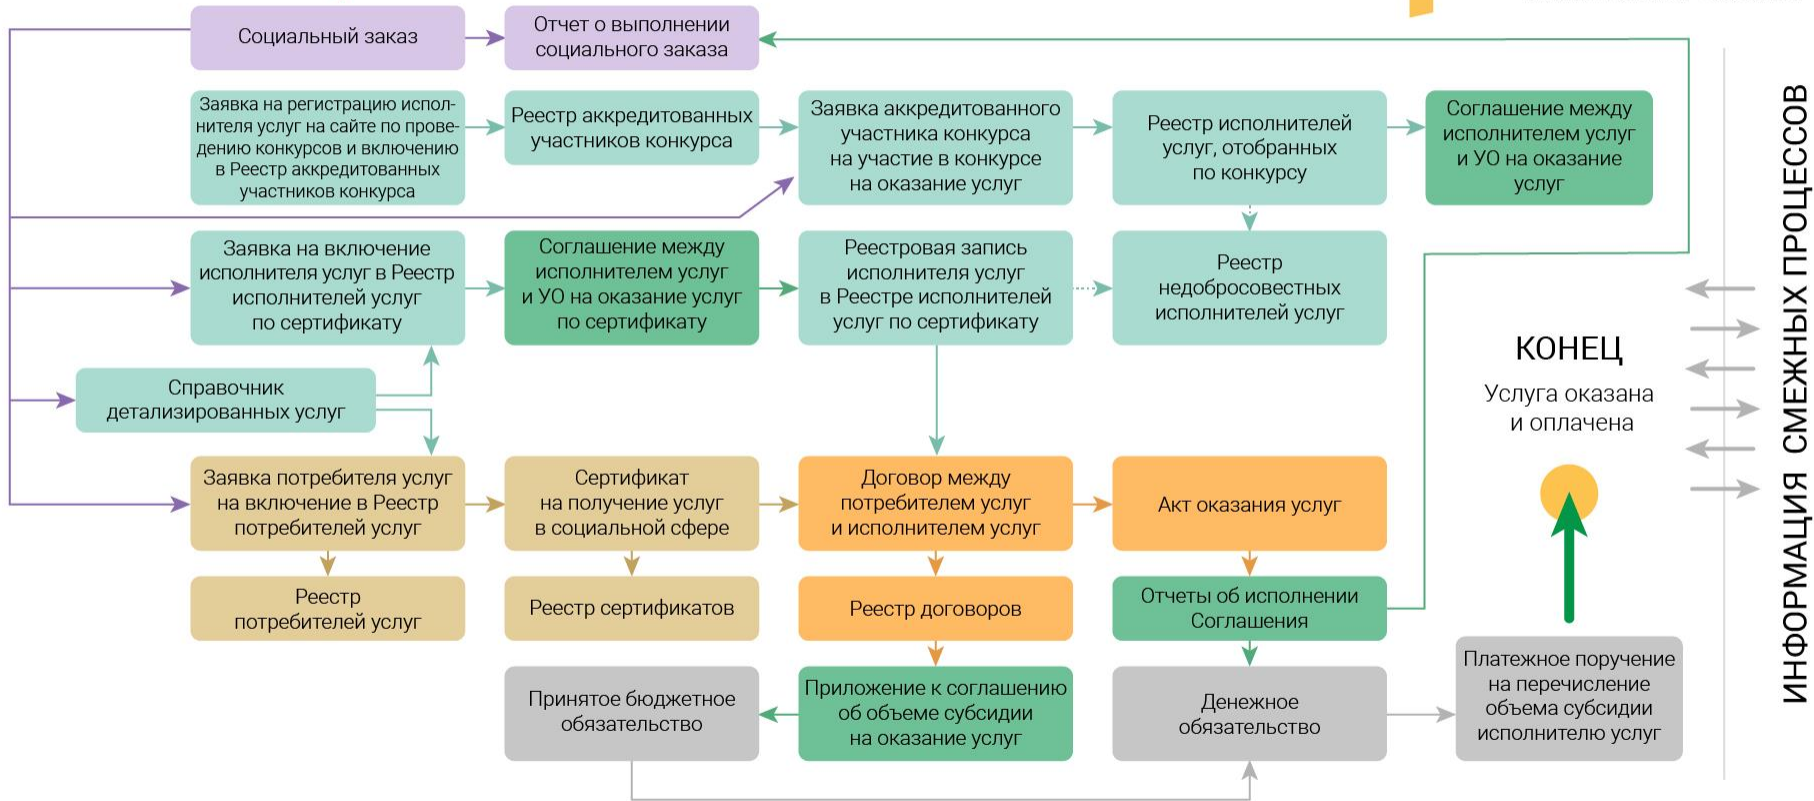 Социальный заказ
Отчет о выполнении
социального заказа
Заявка на регистрацию испол-
нителя услуг на сайте по прове-
дению конкурсов и включению
в Реестр аккредитованных
участников конкурса
Реестр аккредитованных
участников конкурса
Заявка аккредитованного
участника конкурса
на участие в конкурсе
на оказание услуг
Реестр исполнителей
услуг, отобранных
по конкурсу
Соглашение между
исполнителем услуг
и УО на оказание
услуг
Заявка на включение
исполнителя услуг в Реестр
исполнителей услуг
по сертификату
Соглашение между
исполнителем услуг
и УО на оказание услуг
по сертификату
Реестровая запись
исполнителя услуг
в Реестре исполнителей
услуг по сертификату
Реестр
недобросовестных
исполнителей услуг
Справочник
детализированных услуг
КОНЕЦ
Услуга оказана
и оплачена
Заявка потребителя услуг
на включение в Реестр
потребителей услуг
Сертификат
на получение услуг
в социальной сфере
Договор между
потребителем услуг
и исполнителем услуг
Акт оказания услуг
Реестр
потребителей услуг
Реестр сертификатов
Реестр договоров
Отчеты об исполнении
Соглашения
Принятое бюджетное
обязательство
Приложение к соглашению
об объеме субсидии
на оказание услуг
Денежное
обязательство
Платежное поручение
на перечисление
объема субсидии
исполнителю услуг
ИНФОРМАЦИЯ СМЕЖНЫХ ПРОЦЕССОВ